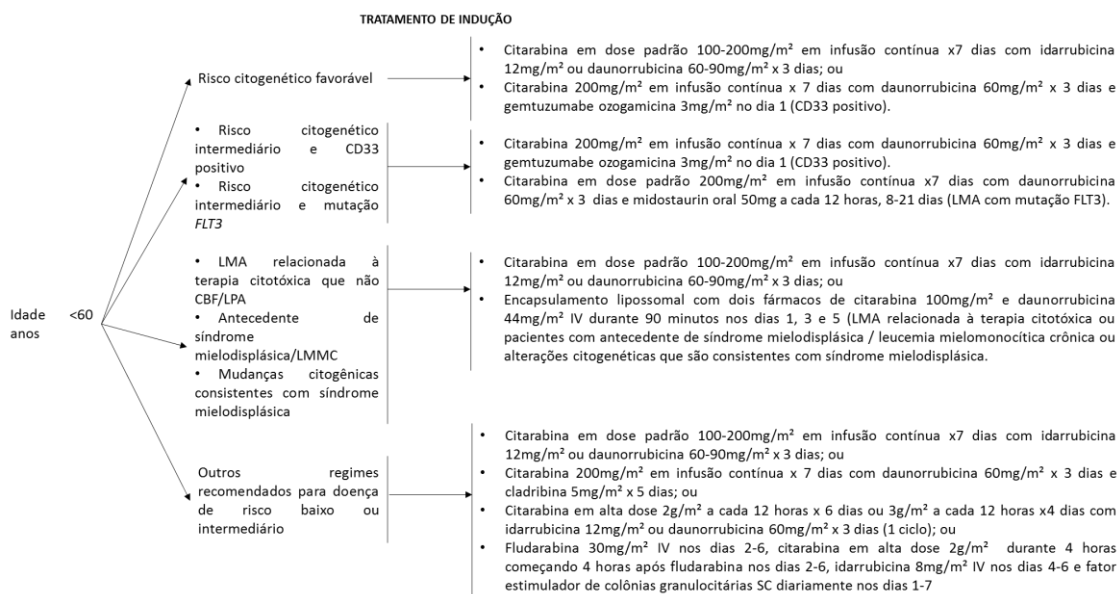 TRATAMENTO DE INDUÇÃO
Risco citogenético favorável
• Citarabina em dose padrão 100-200mg/m² em infusão contínua x7 dias com idarrubicina
12mg/m² ou daunorrubicina 60-90mg/m² x 3 dias; ou
• Citarabina 200mg/m² em infusão contínua x 7 dias com daunorrubicina 60mg/m² x 3 dias e
gemtuzumabe ozogamicina 3mg/m² no dia 1 (CD33 positivo).
• Risco citogenético
intermediário e CD33
positivo
• Risco citogenético
intermediário e mutação
FLT3
• Citarabina 200mg/m² em infusão contínua x 7 dias com daunorrubicina 60mg/m² x 3 dias e
gemtuzumabe ozogamicina 3mg/m² no dia 1 (CD33 positivo).
• Citarabina em dose padrão 200mg/m² em infusão contínua x7 dias com daunorrubicina
60mg/m² x 3 dias e midostaurin oral 50mg a cada 12 horas, 8-21 dias (LMA com mutação FLT3).
Idade <60
anos
• LMA relacionada à
terapia citotóxica que não
CBF/LPA
• Antecedente de
síndrome
mielodisplásica/LMMC
• Mudanças citogênicas
consistentes com síndrome
mielodisplásica
• Citarabina em dose padrão 100-200mg/m² em infusão contínua x7 dias com idarrubicina
12mg/m² ou daunorrubicina 60-90mg/m² x 3 dias; ou
• Encapsulamento lipossomal com dois fármacos de citarabina 100mg/m² e daunorrubicina
44mg/m² IV durante 90 minutos nos dias 1, 3 e 5 (LMA relacionada à terapia citotóxica ou
pacientes com antecedente de síndrome mielodisplásica / leucemia mielomonocítica crônica ou
alterações citogenéticas que são consistentes com síndrome mielodisplásica.
Outros regimes
recomendados para doença
de risco baixo ou
intermediário
• Citarabina em dose padrão 100-200mg/m² em infusão contínua x7 dias com idarrubicina
12mg/m² ou daunorrubicina 60-90mg/m² x 3 dias; ou
• Citarabina 200mg/m² em infusão contínua x 7 dias com daunorrubicina 60mg/m² x 3 dias e
cladribina 5mg/m² x 5 dias; ou
• Citarabina em alta dose 2g/m² a cada 12 horas x 6 dias ou 3g/m² a cada 12 horas x4 dias com
idarrubicina 12mg/m² ou daunorrubicina 60mg/m² x 3 dias (1 ciclo); ou
• Fludarabina 30mg/m² IV nos dias 2-6, citarabina em alta dose 2g/m² durante 4 horas
começando 4 horas após fludarabina nos dias 2-6, idarrubicina 8mg/m² IV nos dias 4-6 e fator
estimulador de colônias granulocitárias SC diariamente nos dias 1-7